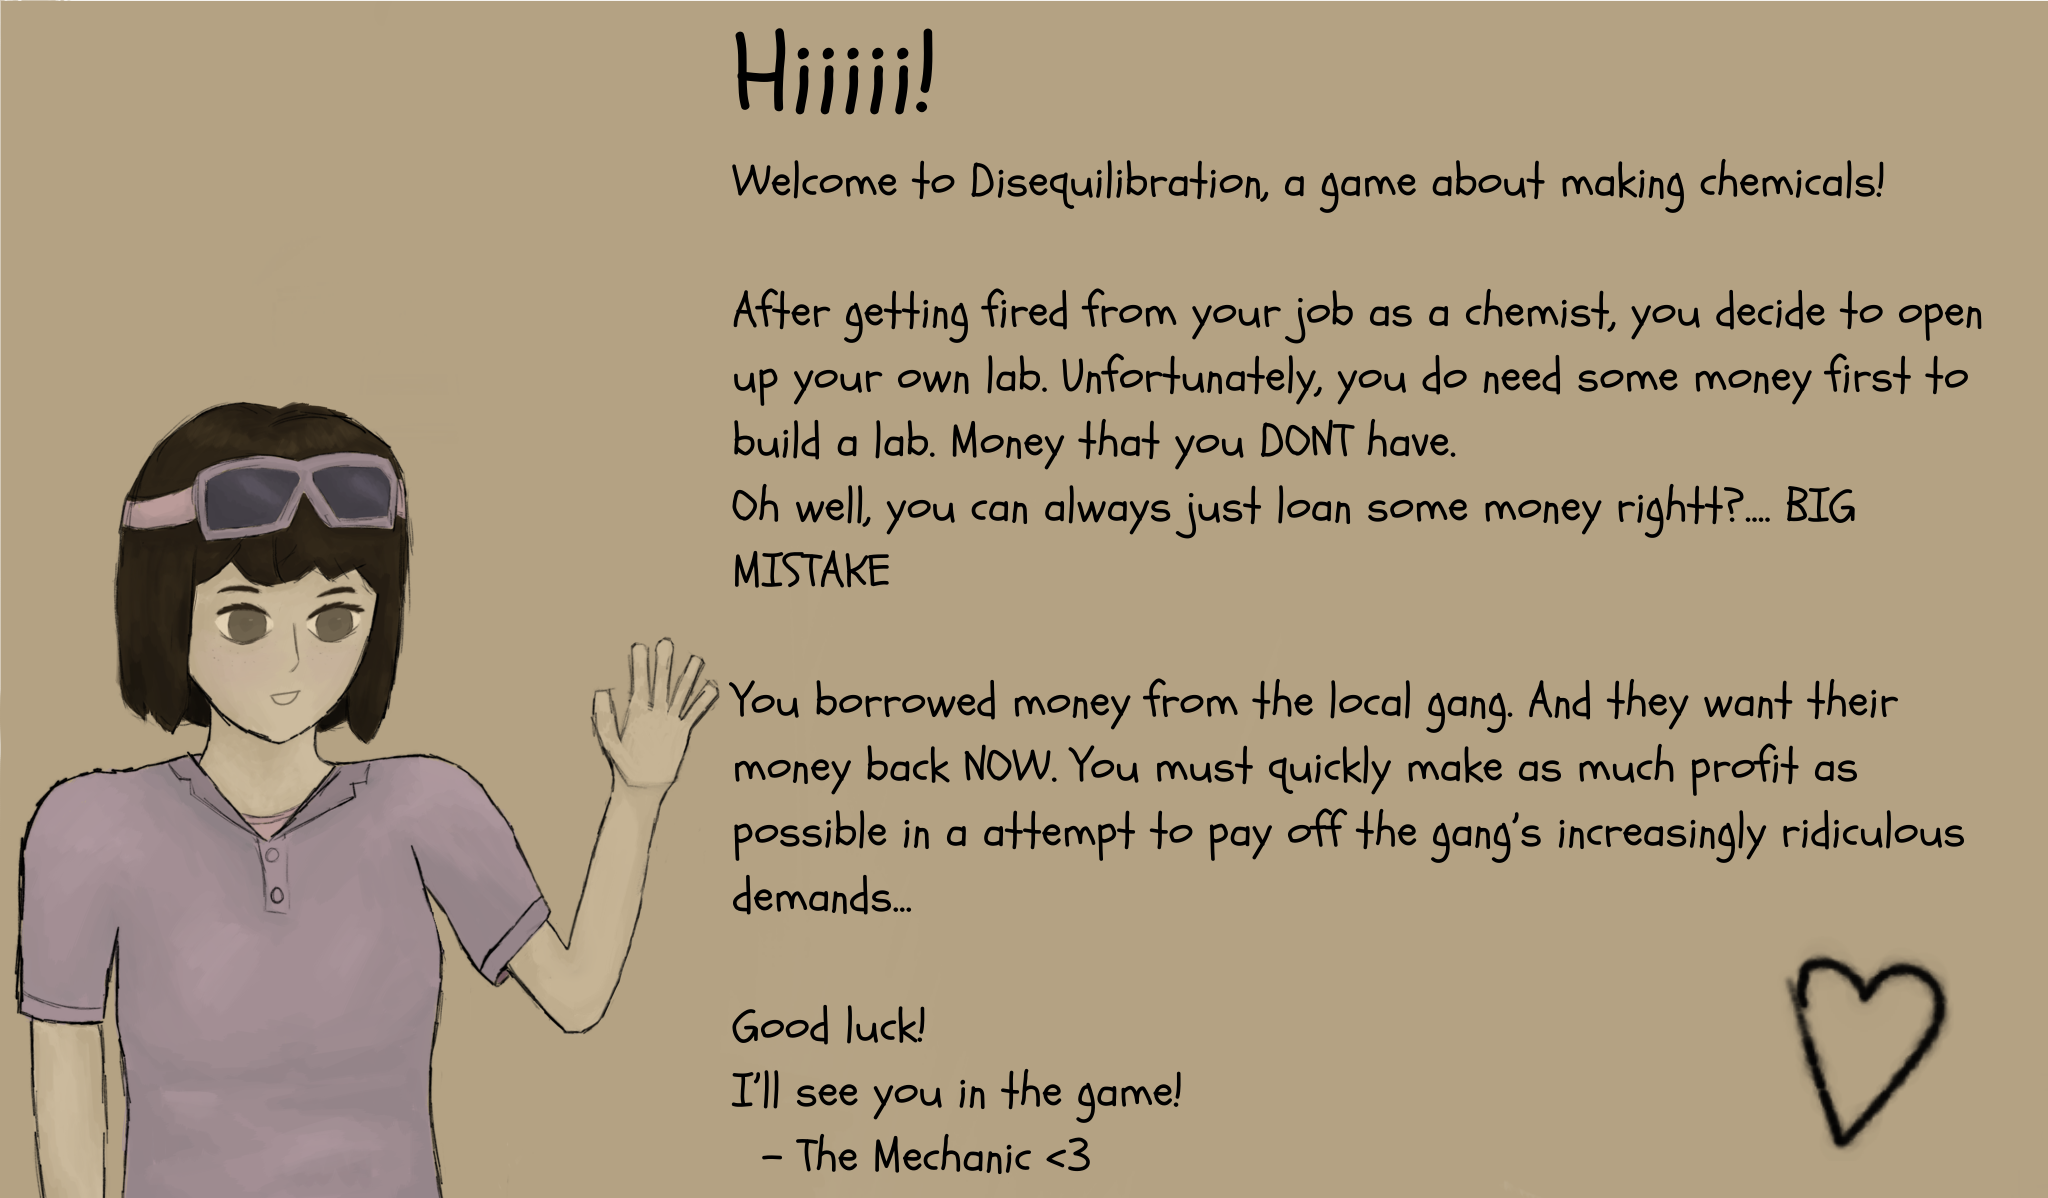 Hiiiii!
Welcome to Disequilibration, a game about making chemicals!
After getting fired from your job as a chemist, you decide to open
up your own lab. Unfortunately, you do need some money first to
build a lab. Money that you DONT have.
Oh well, you can always just loan some money rightt?.... BIG
MISTAKE
You borrowed money from the local gang. And they want their
money back NOW. You must quickly make as much profit as
possible in a attempt to pay off the gang's increasingly ridiculous
demands...
Good luck!
I'll see you in the game!
- The Mechanic <3